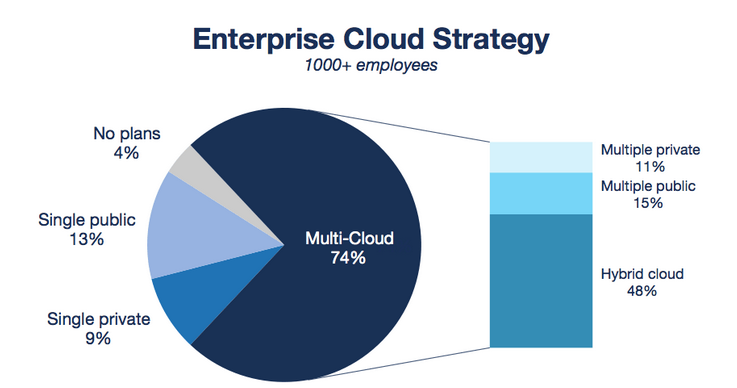 Enterprise Cloud Strategy
1000+ employees
No plans
4%
Single public
13%
Single private
9%
Multi-Cloud
74%
Multiple private
11%
Multiple public
15%
Hybrid cloud
48%